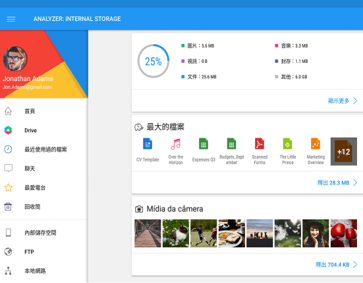 ANALYZER: INTERNAL STORAGE
Jonathan Adams
Jon.Adams@gmail.com
首頁
Drive
最近使用過的檔案
聊天
最愛電台
回收筒
內部儲存空間
FTP
本地網路
25%
圖片：5.6 MB
音樂：3.3 MB
視訊：0 B
封存：1.1 MB
文件：25.6 MB
其他：6.0 GB
顯示更多
最大的檔案
CV Template
Over the Horizon
Expenses Q3
Budgets_September
Scanned Forms
The Little Prince
Marketing Overview
+12
釋出 28.3 MB
Mídia da câmera
釋出 704.4 KB